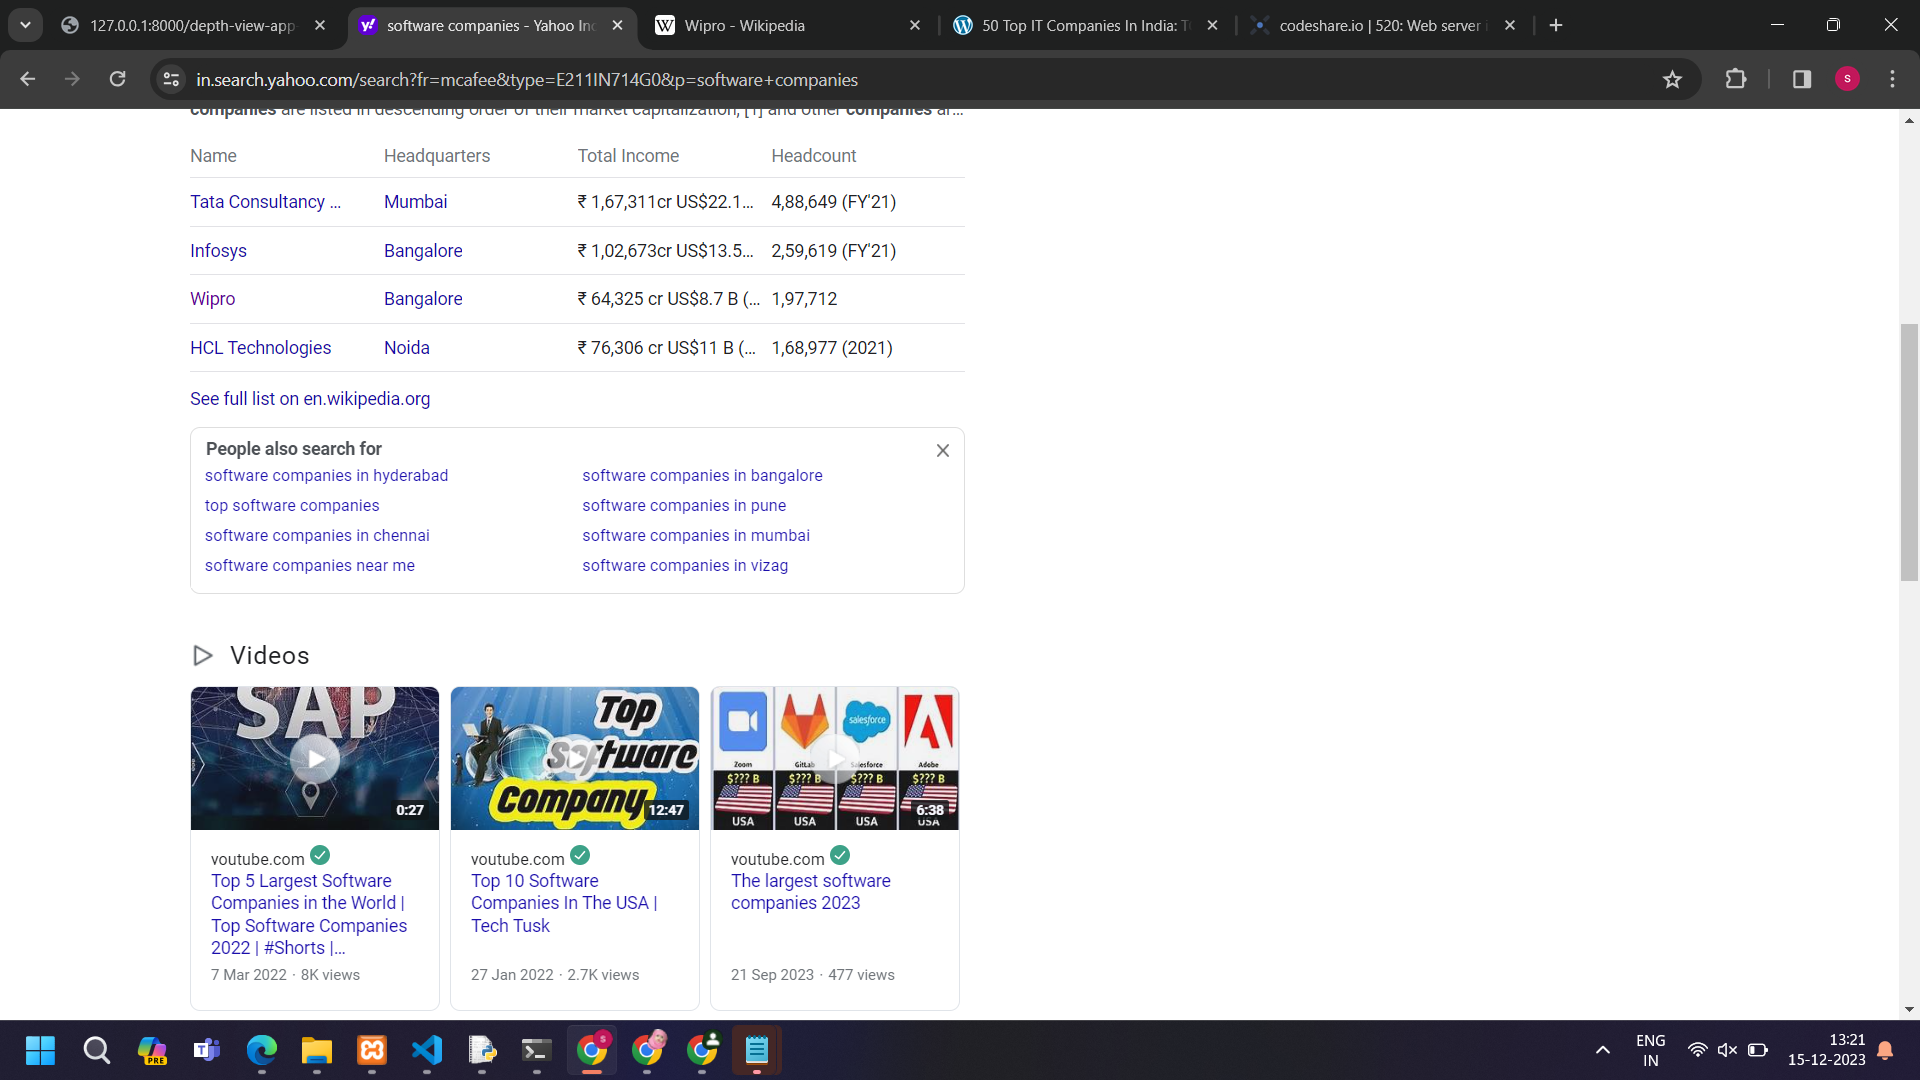 127.0.0.1:8000/depth-view-app
software companies - Yahoo Inc
Wipro - Wikipedia
50 Top IT Companies In India: T
codeshare.io | 520: Web server i
in.search.yahoo.com/search?fr=mcafee&type=E211IN714G0&p=software+companies
S
companies are listed in descending order of their market capitalization, [1] and other companies ar...
Name Headquarters Total Income Headcount
Tata Consultancy ... Mumbai ₹ 1,67,311cr US$22.1... 4,88,649 (FY'21)
Infosys Bangalore ₹ 1,02,673cr US$13.5... 2,59,619 (FY'21)
Wipro Bangalore ₹ 64,325 cr US$8.7 B (... 1,97,712
HCL Technologies Noida ₹ 76,306 cr US$11 B (... 1,68,977 (2021)
See full list on en.wikipedia.org
People also search for
software companies in hyderabad software companies in bangalore
top software companies software companies in pune
software companies in chennai software companies in mumbai
software companies near me software companies in vizag
Videos
SAP
0:27
Top
Software
Company
12:47
salesforce
Zoom GitLab Salesforce Adobe
$??? B $??? B $??? B $??? B
6:38
USA USA USA USA
youtube.com
Top 5 Largest Software
Companies in the World |
Top Software Companies
2022 | #Shorts |...
7 Mar 2022 · 8K views
youtube.com
Top 10 Software
Companies In The USA |
Tech Tusk
27 Jan 2022 · 2.7K views
youtube.com
The largest software
companies 2023
21 Sep 2023 · 477 views
PRE
S
ENG
IN
13:21
15-12-2023